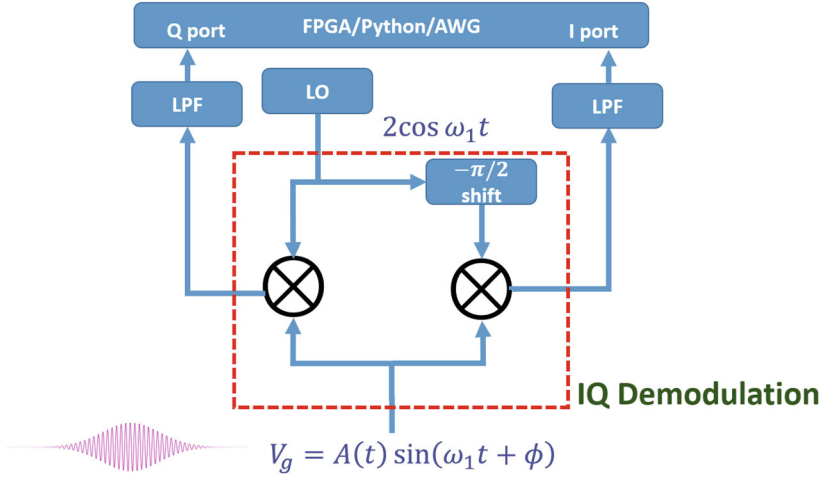 Q port FPGA/Python/AWG I port
LPF LO LPF
2cos ω₁t
−π/2
shift
IQ Demodulation
V_g = A(t) sin(ω₁t + ϕ)